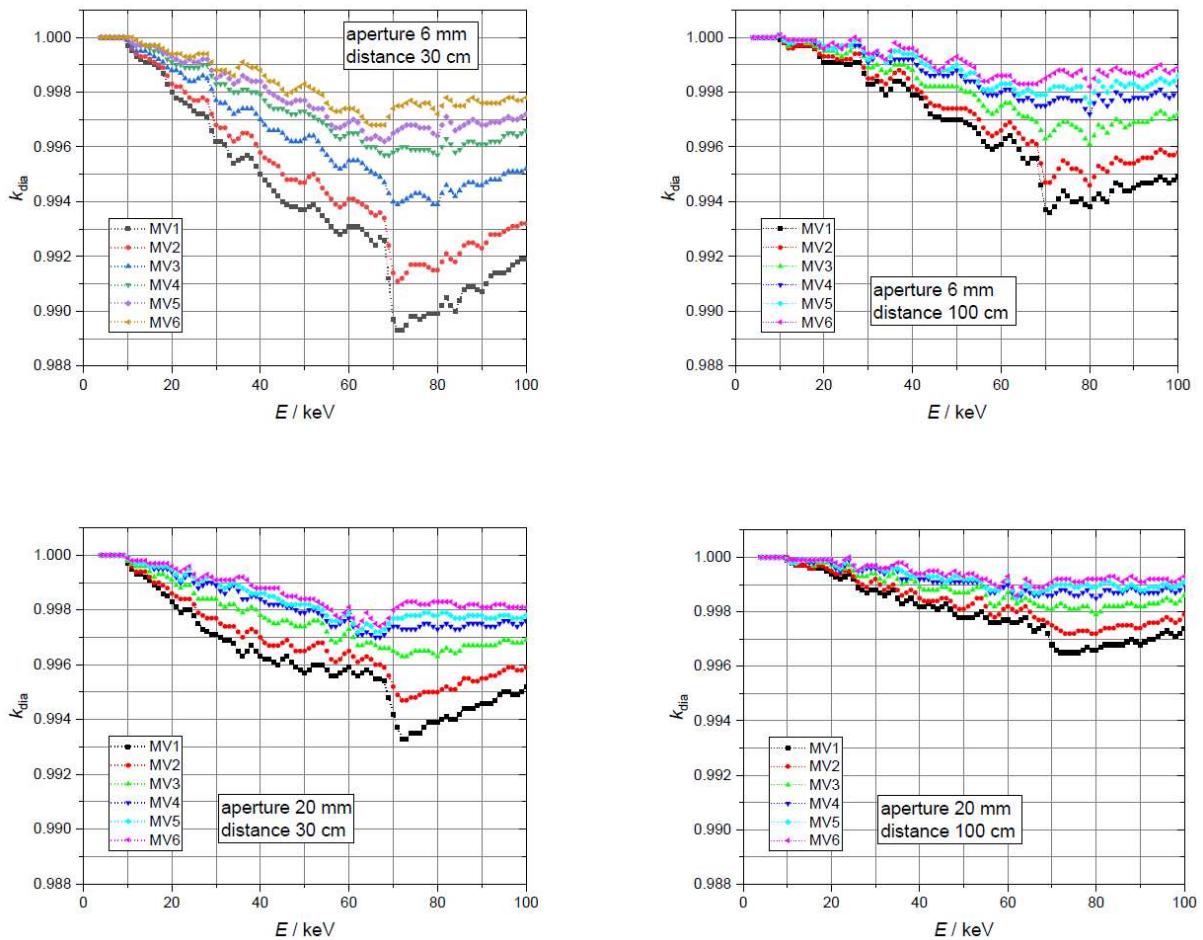 1.000
0.998
0.996
0.994
0.992
0.990
0.988
kdia
0
20
40
60
80
100
E / keV
aperture 6 mm
distance 30 cm
MV1
MV2
MV3
MV4
MV5
MV6
1.000
0.998
0.996
0.994
0.992
0.990
0.988
kdia
0
20
40
60
80
100
E / keV
MV1
MV2
MV3
MV4
MV5
MV6
aperture 6 mm
distance 100 cm
1.000
0.998
0.996
0.994
0.992
0.990
0.988
kdia
0
20
40
60
80
100
E / keV
MV1
MV2
MV3
MV4
MV5
MV6
aperture 20 mm
distance 30 cm
1.000
0.998
0.996
0.994
0.992
0.990
0.988
kdia
0
20
40
60
80
100
E / keV
MV1
MV2
MV3
MV4
MV5
MV6
aperture 20 mm
distance 100 cm